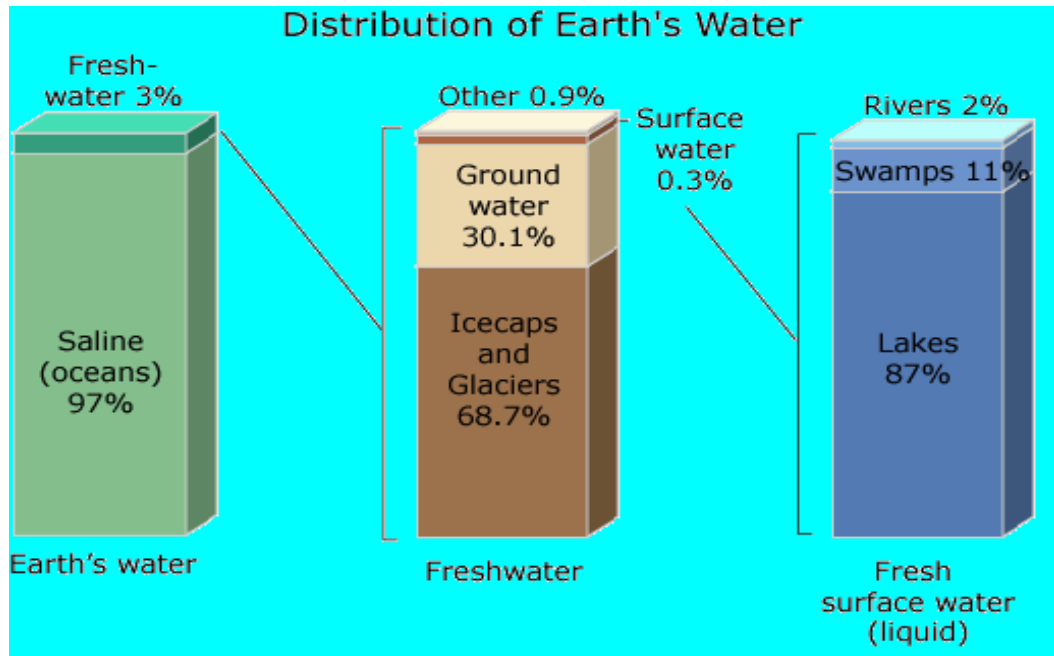 Distribution of Earth's Water
Fresh-
water 3%
Saline
(oceans)
97%
Earth's water
Other 0.9%
Surface
water
0.3%
Ground
water
30.1%
Icecaps
and
Glaciers
68.7%
Freshwater
Rivers 2%
Swamps 11%
Lakes
87%
Fresh
surface water
(liquid)